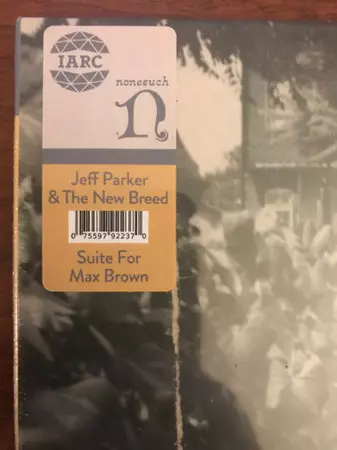 IARC
nonesuch
n
Jeff Parker
& The New Breed
0 75597 92237 0
Suite For
Max Brown